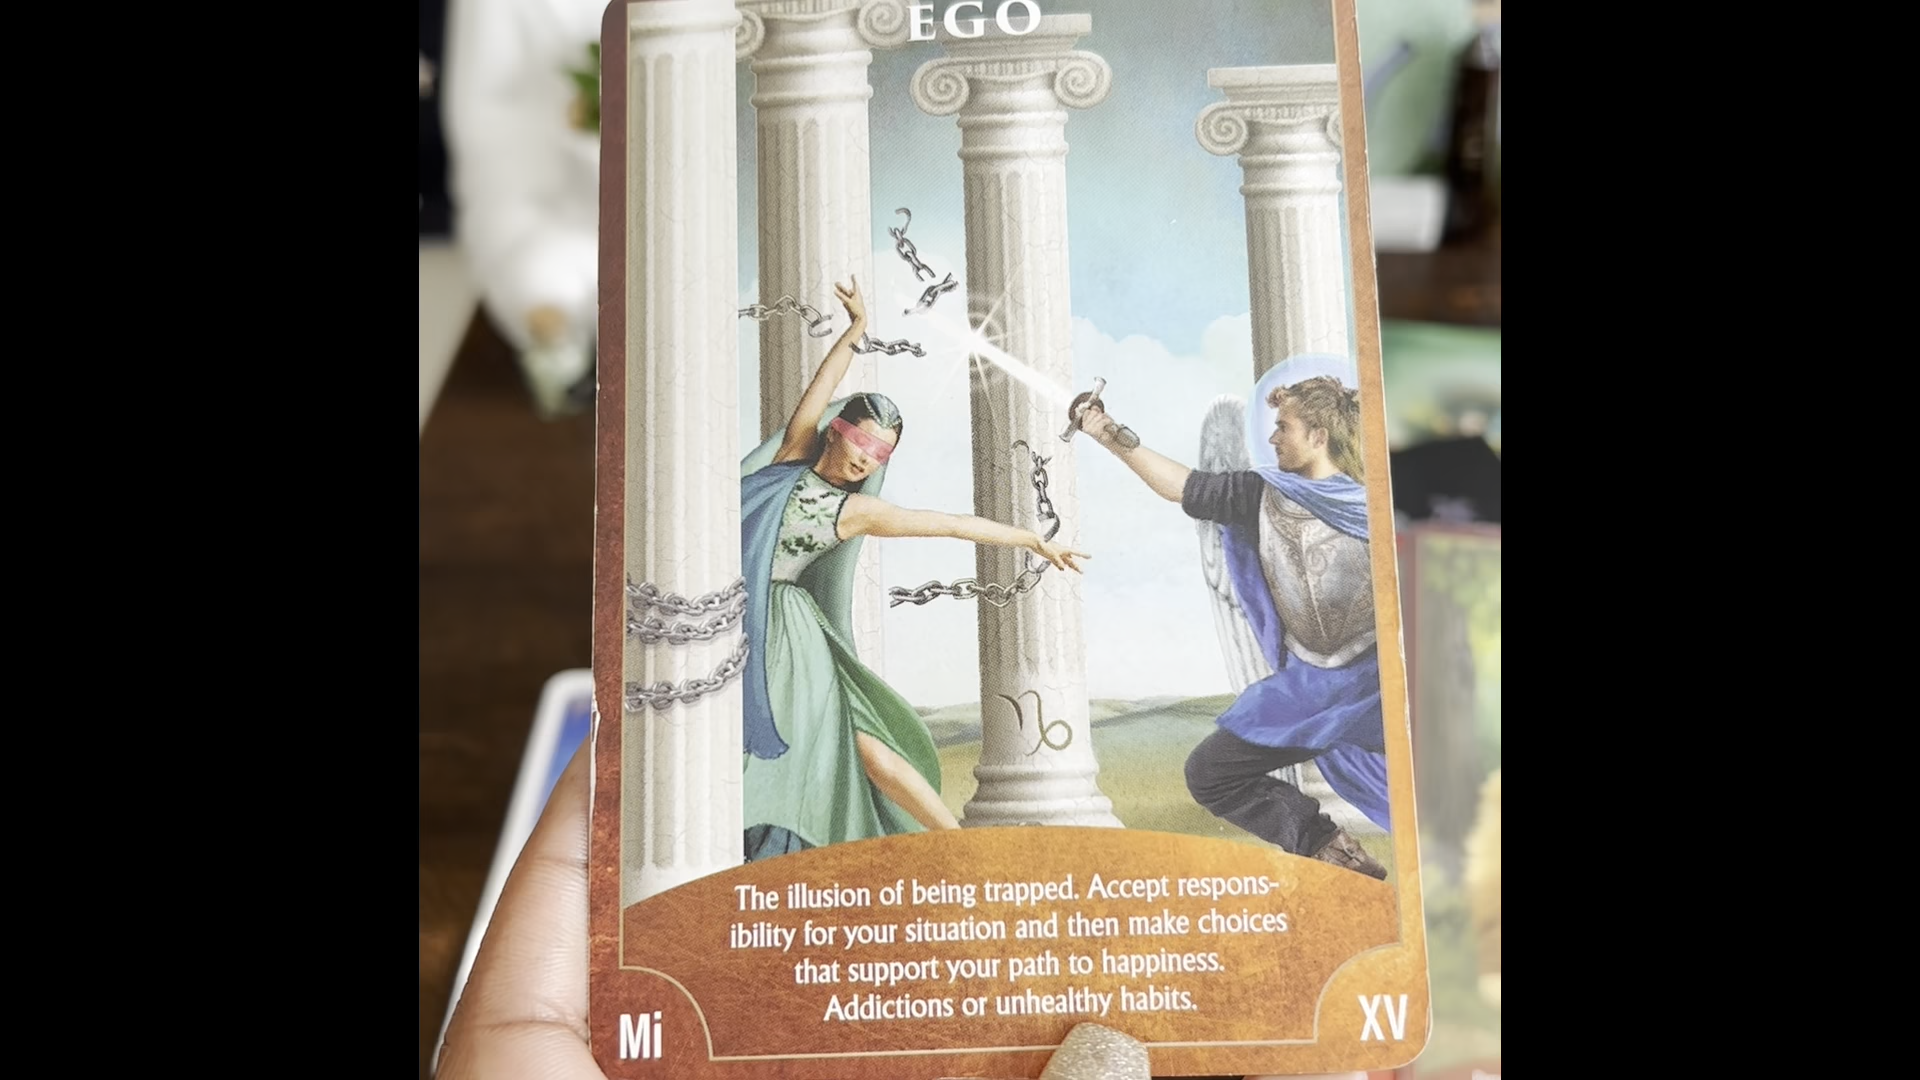 EGO
The illusion of being trapped. Accept respons-
ibility for your situation and then make choices
that support your path to happiness.
Addictions or unhealthy habits.
Mi
XV